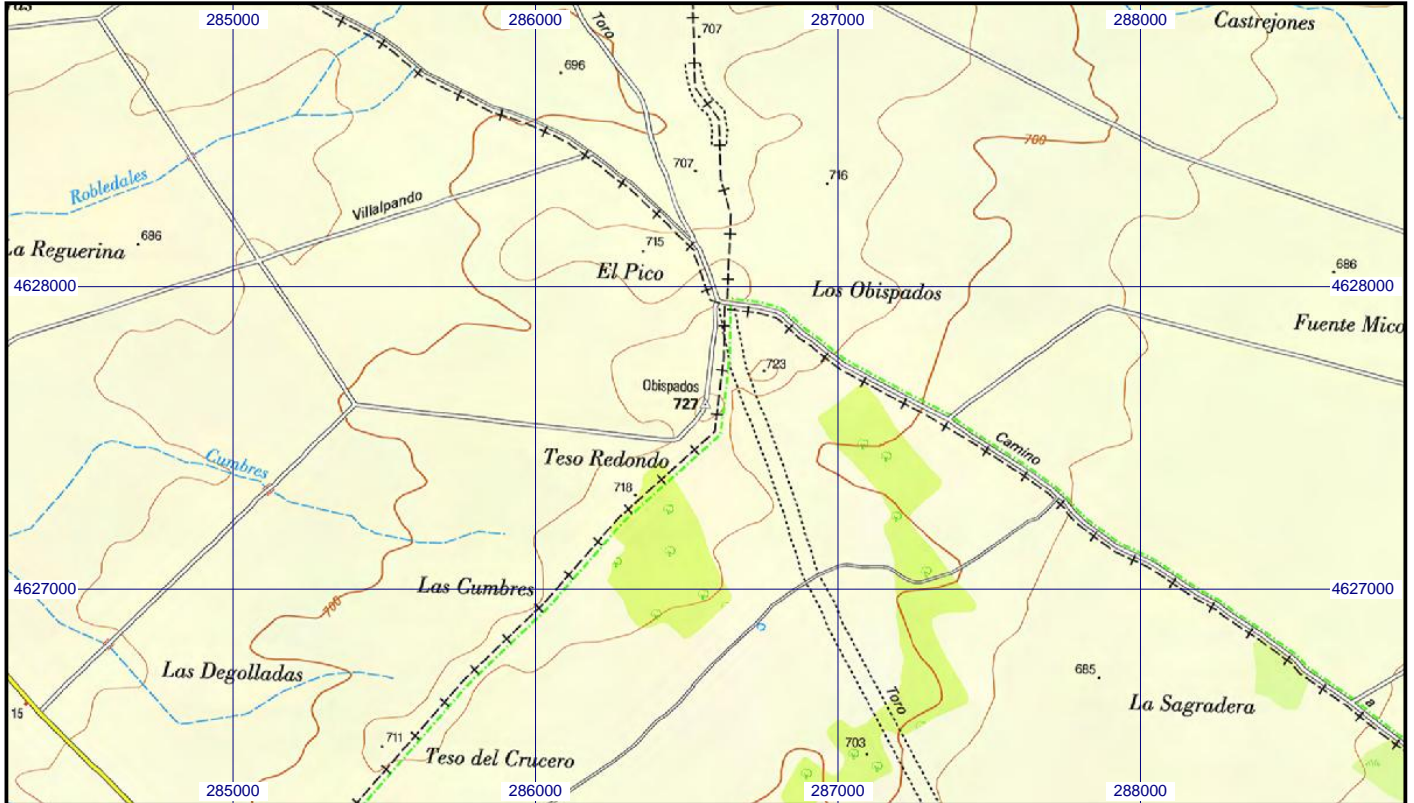 285000
286000
287000
288000
Toro
707
Castrejones
696
700
707
716
Robledales
Villalpando
686
715
La Reguerina
El Pico
686
4628000
4628000
Los Obispados
Fuente Mico
723
Obispados
727
Camino
Cumbres
Teso Redondo
718
4627000
4627000
Las Cumbres
700
Las Degolladas
685
Toro
La Sagradera
a
15
711
703
Teso del Crucero
285000
286000
287000
288000